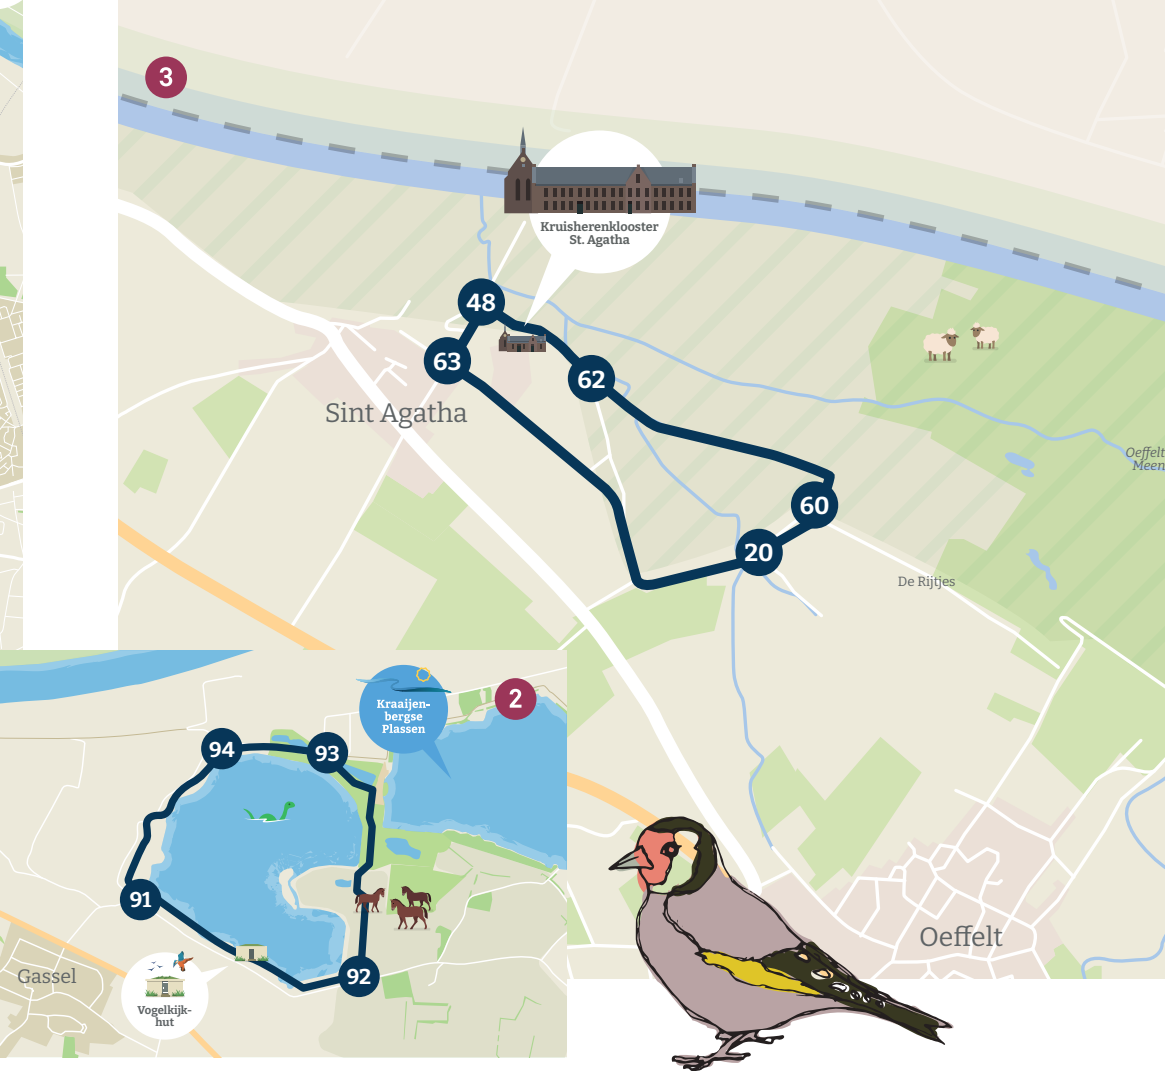 3
Kruisherenklooster
St. Agatha
48
63
62
Sint Agatha
Oeffelt
Meen
60
20
De Rijtjes
2
Kraaijen-
bergse
Plassen
94
93
91
92
Gassel
Vogelkijk-
hut
Oeffelt